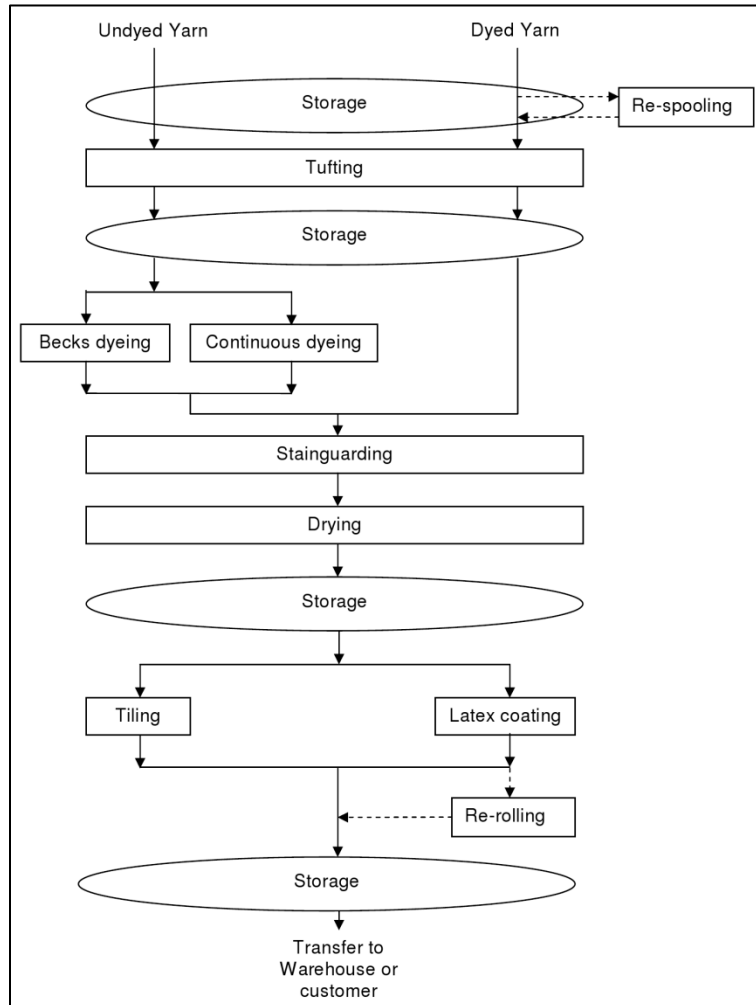 Undyed Yarn
Dyed Yarn
Storage
Re-spooling
Tufting
Storage
Becks dyeing
Continuous dyeing
Stainguarding
Drying
Storage
Tiling
Latex coating
Re-rolling
Storage
Transfer to
Warehouse or
customer